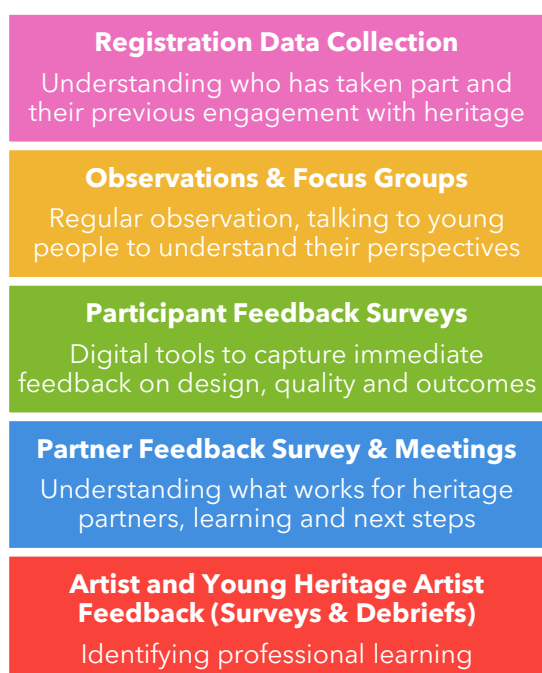 Registration Data Collection
Understanding who has taken part and
their previous engagement with heritage
Observations & Focus Groups
Regular observation, talking to young
people to understand their perspectives
Participant Feedback Surveys
Digital tools to capture immediate
feedback on design, quality and outcomes
Partner Feedback Survey & Meetings
Understanding what works for heritage
partners, learning and next steps
Artist and Young Heritage Artist
Feedback (Surveys & Debriefs)
Identifying professional learning